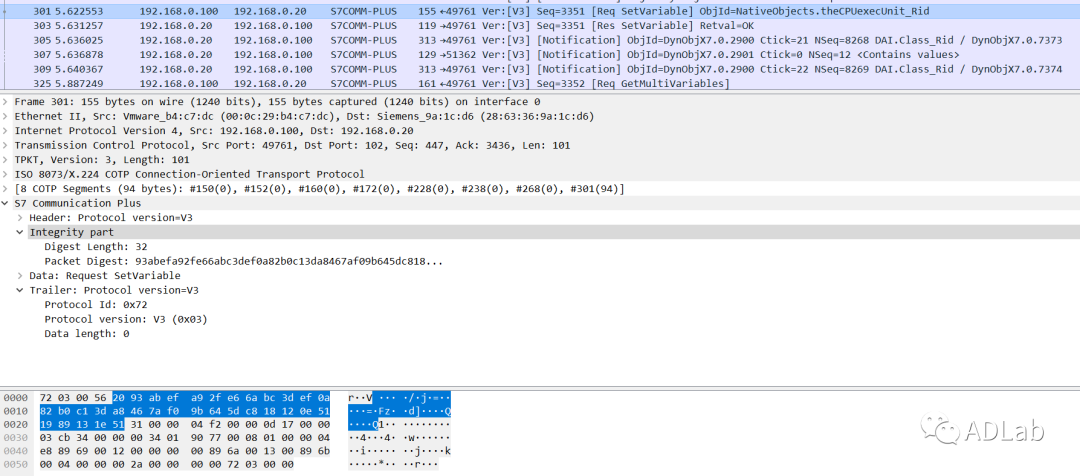 301 5.622553 192.168.0.100 192.168.0.20 S7COMM-PLUS 155 ←49761 Ver:[V3] Seq=3351 [Req SetVariable] ObjId=NativeObjects.theCPUexecUnit_Rid
303 5.631257 192.168.0.20 192.168.0.100 S7COMM-PLUS 119 →49761 Ver:[V3] Seq=3351 [Res SetVariable] Retval=OK
305 5.636025 192.168.0.20 192.168.0.100 S7COMM-PLUS 313 →49761 Ver:[V3] [Notification] ObjId=DynObjX7.0.2900 Ctick=21 NSeq=8268 DAI.Class_Rid / DynObjX7.0.7373
307 5.636878 192.168.0.20 192.168.0.100 S7COMM-PLUS 129 →51362 Ver:[V3] [Notification] ObjId=DynObjX7.0.2901 Ctick=0 NSeq=12 <Contains values>
309 5.640367 192.168.0.20 192.168.0.100 S7COMM-PLUS 313 →49761 Ver:[V3] [Notification] ObjId=DynObjX7.0.2900 Ctick=22 NSeq=8269 DAI.Class_Rid / DynObjX7.0.7374
325 5.887249 192.168.0.100 192.168.0.20 S7COMM-PLUS 161 ←49761 Ver:[V3] Seq=3352 [Req GetMultiVariables]
Frame 301: 155 bytes on wire (1240 bits), 155 bytes captured (1240 bits) on interface 0
Ethernet II, Src: Vmware_b4:c7:dc (00:0c:29:b4:c7:dc), Dst: Siemens_9a:1c:d6 (28:63:36:9a:1c:d6)
Internet Protocol Version 4, Src: 192.168.0.100, Dst: 192.168.0.20
Transmission Control Protocol, Src Port: 49761, Dst Port: 102, Seq: 447, Ack: 3436, Len: 101
TPKT, Version: 3, Length: 101
ISO 8073/X.224 COTP Connection-Oriented Transport Protocol
[8 COTP Segments (94 bytes): #150(0), #152(0), #160(0), #172(0), #228(0), #238(0), #268(0), #301(94)]
S7 Communication Plus
Header: Protocol version=V3
Integrity part
Digest Length: 32
Packet Digest: 93abefa92fe66abc3def0a82b0c13da8467af09b645dc818...
Data: Request SetVariable
Trailer: Protocol version=V3
Protocol Id: 0x72
Protocol version: V3 (0x03)
Data length: 0
0000 72 03 00 56 20 93 ab ef a9 2f e6 6a bc 3d ef 0a r··V ····/·j·=··
0010 82 b0 c1 3d a8 46 7a f0 9b 64 5d c8 18 12 0e 51 ···=·Fz··d]····Q
0020 19 89 13 1e 51 31 00 00 04 f2 00 00 0d 17 00 00 ····Q1··········
0030 03 cb 34 00 00 00 34 01 90 77 00 08 01 00 00 04 ··4···4··w······
0040 e8 89 69 00 12 00 00 00 00 89 6a 00 13 00 89 6b ··i·······j····k
0050 00 04 00 00 00 2a 00 00 00 00 72 03 00 00 ·····*····r···
ADLab